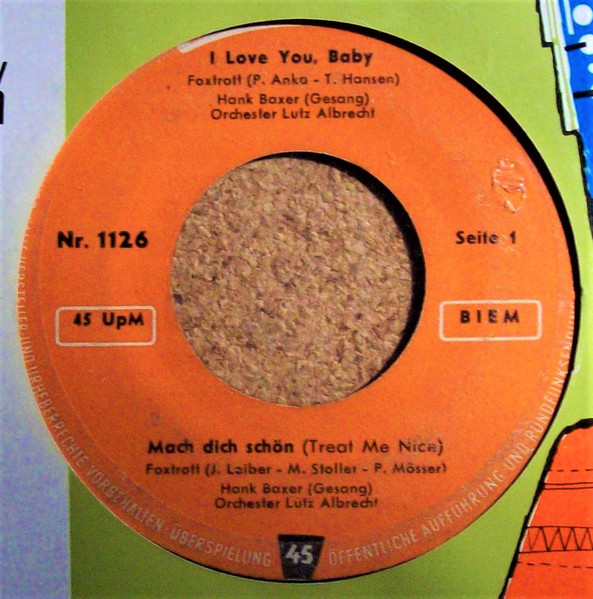 I Love You, Baby
Foxtrott (P. Anka - T. Hansen)
Hank Baxer (Gesang)
Orchester Lutz Albrecht
Nr. 1126
Seite 1
45 UpM
BIEM
Mach dich schön (Treat Me Nice)
Foxtrott (J. Leiber - M. Stoller - P. Mösser)
Hank Baxer (Gesang)
Orchester Lutz Albrecht
URHEBERRECHTE VORBEHALTEN · ÜBERSPIELUNG
45
ÖFFENTLICHE AUFFÜHRUNG UND RUNDFUNKSENDUNG